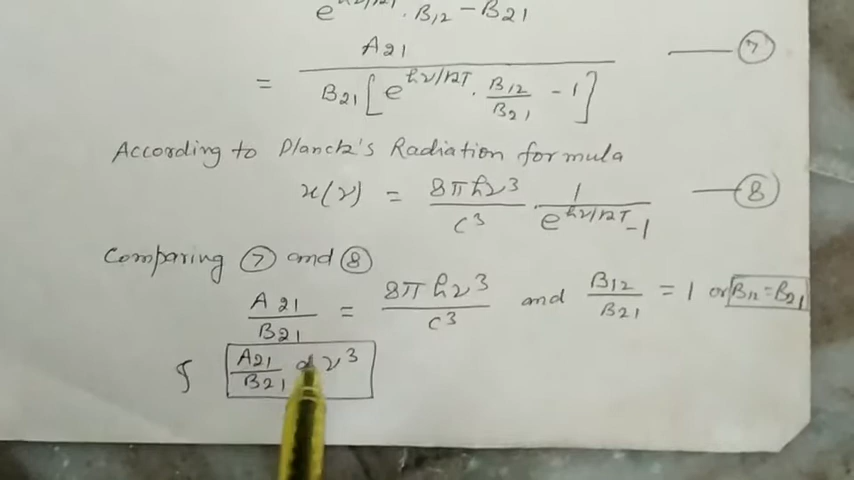 e^hν/kT . B12 - B21
A21
= ――――――――――――――― ⑦
B21[e^hν/kT . B12/B21 - 1]
According to Planck's Radiation formula
u(ν) = 8πhν³/c³ . 1/(e^hν/kT - 1) ⑧
Comparing ⑦ and ⑧
A21/B21 = 8πhν³/c³ and B12/B21 = 1 or B12 = B21
A21/B21 α ν³